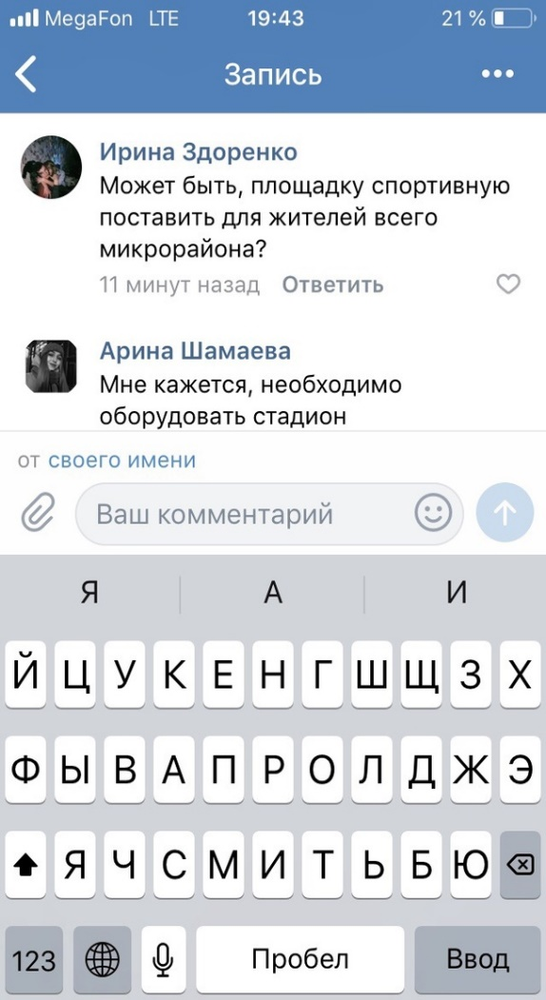 MegaFon LTE 19:43 21 %
Запись
Ирина Здоренко
Может быть, площадку спортивную
поставить для жителей всего
микрорайона?
11 минут назад Ответить
Арина Шамаева
Мне кажется, необходимо
оборудовать стадион
от своего имени
Ваш комментарий
Я А И
Й Ц У К Е Н Г Ш Щ З Х
Ф Ы В А П Р О Л Д Ж Э
Я Ч С М И Т Ь Б Ю
123 Пробел Ввод